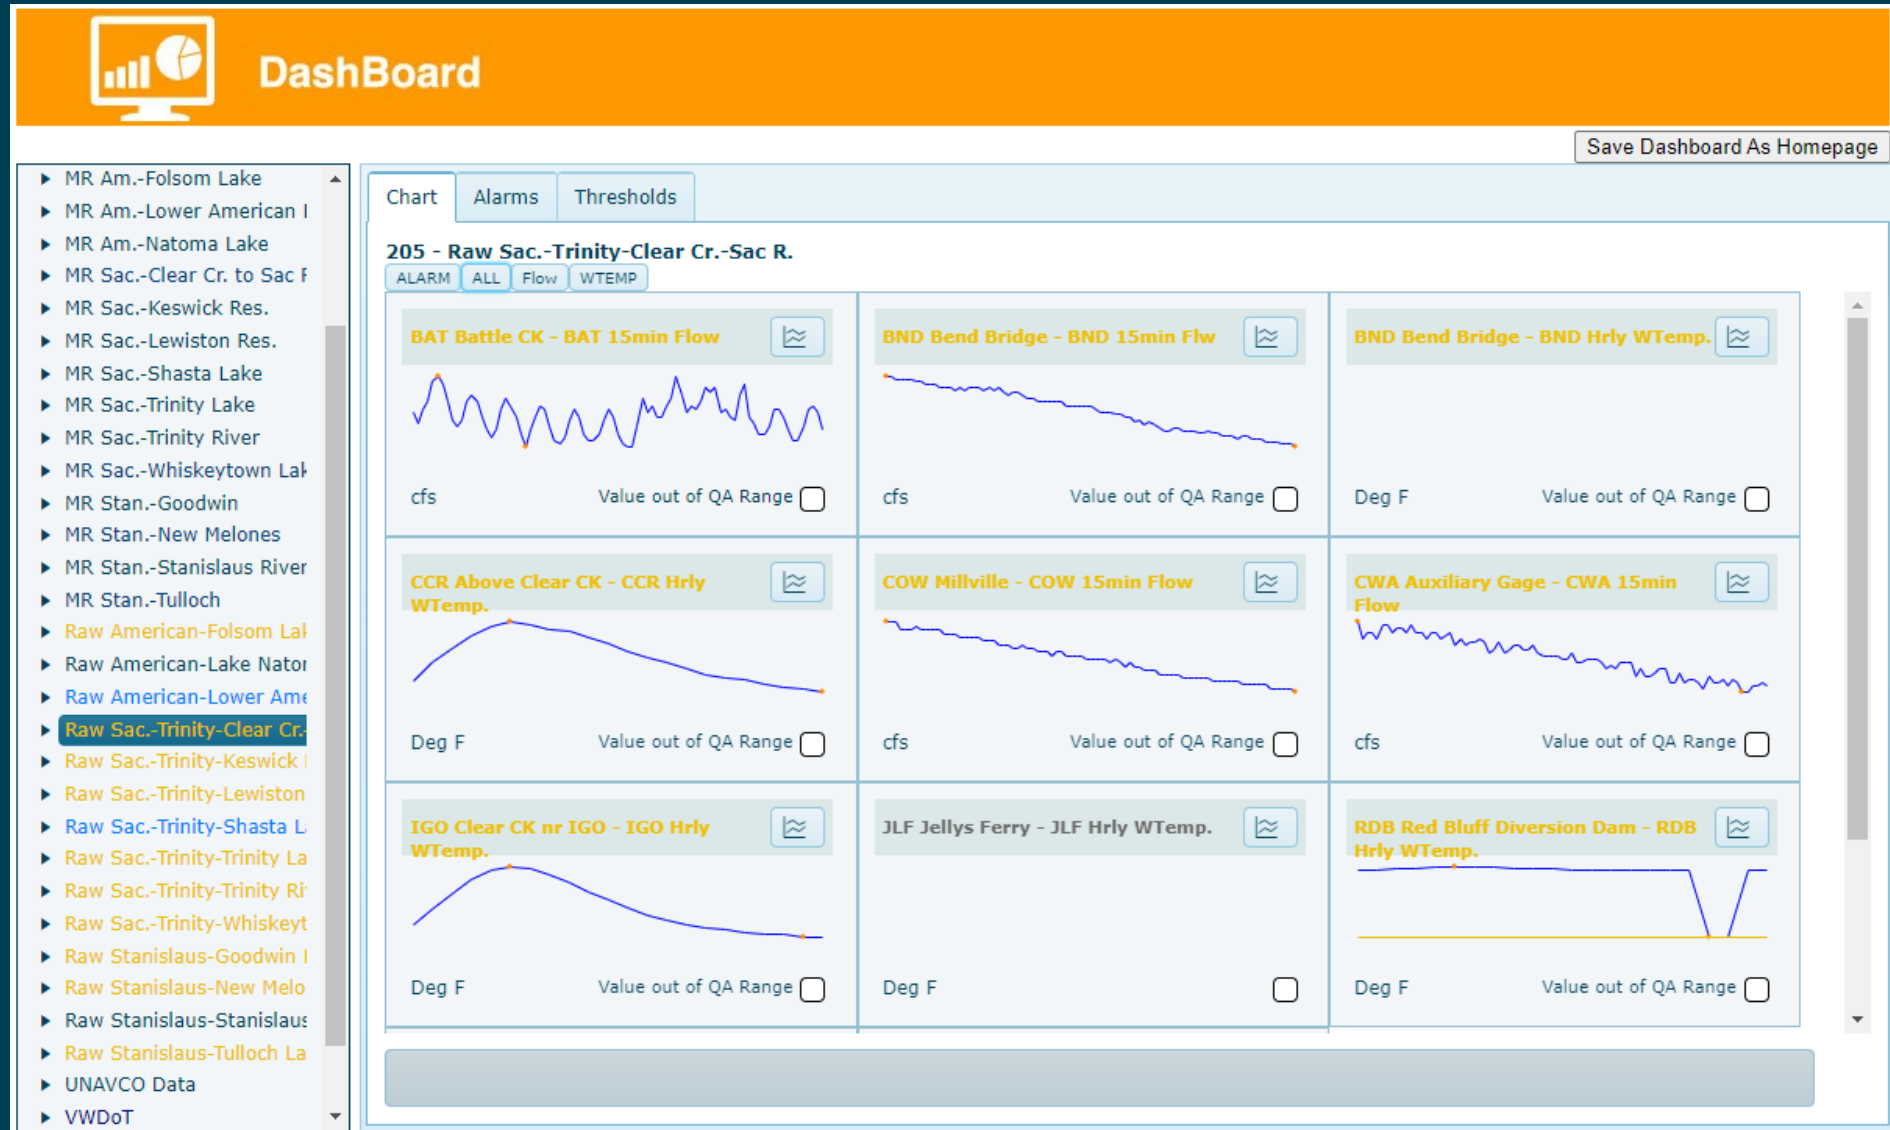 DashBoard
Save Dashboard As Homepage
MR Am.-Folsom Lake
MR Am.-Lower American
MR Am.-Natoma Lake
MR Sac.-Clear Cr. to Sac
MR Sac.-Keswick Res.
MR Sac.-Lewiston Res.
MR Sac.-Shasta Lake
MR Sac.-Trinity Lake
MR Sac.-Trinity River
MR Sac.-Whiskeytown Lak
MR Stan.-Goodwin
MR Stan.-New Melones
MR Stan.-Stanislaus River
MR Stan.-Tulloch
Raw American-Folsom Lak
Raw American-Lake Nator
Raw American-Lower Ame
Raw Sac.-Trinity-Clear Cr.-
Raw Sac.-Trinity-Keswick
Raw Sac.-Trinity-Lewiston
Raw Sac.-Trinity-Shasta L
Raw Sac.-Trinity-Trinity La
Raw Sac.-Trinity-Trinity Ri
Raw Sac.-Trinity-Whiskeyt
Raw Stanislaus-Goodwin
Raw Stanislaus-New Melo
Raw Stanislaus-Stanislaus
Raw Stanislaus-Tulloch La
UNAVCO Data
VWDoT
Chart Alarms Thresholds
205 - Raw Sac.-Trinity-Clear Cr.-Sac R.
ALARM ALL Flow WTEMP
BAT Battle CK - BAT 15min Flow
cfs Value out of QA Range
BND Bend Bridge - BND 15min Flw
cfs Value out of QA Range
BND Bend Bridge - BND Hrly WTemp.
Deg F Value out of QA Range
CCR Above Clear CK - CCR Hrly
WTemp.
Deg F Value out of QA Range
COW Millville - COW 15min Flow
cfs Value out of QA Range
CWA Auxiliary Gage - CWA 15min
Flow
cfs Value out of QA Range
IGO Clear CK nr IGO - IGO Hrly
WTemp.
Deg F Value out of QA Range
JLF Jellys Ferry - JLF Hrly WTemp.
Deg F
RDB Red Bluff Diversion Dam - RDB
Hrly WTemp.
Deg F Value out of QA Range